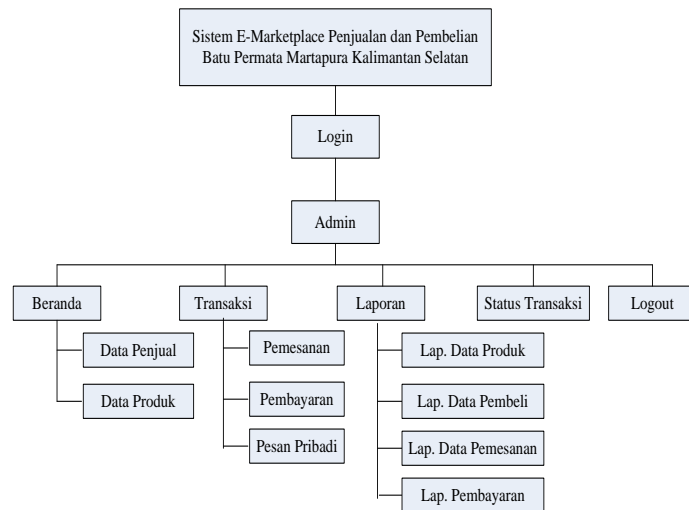 Sistem E-Marketplace Penjualan dan Pembelian
Batu Permata Martapura Kalimantan Selatan
Login
Admin
Beranda
Transaksi
Laporan
Status Transaksi
Logout
Data Penjual
Data Produk
Pemesanan
Pembayaran
Pesan Pribadi
Lap. Data Produk
Lap. Data Pembeli
Lap. Data Pemesanan
Lap. Pembayaran